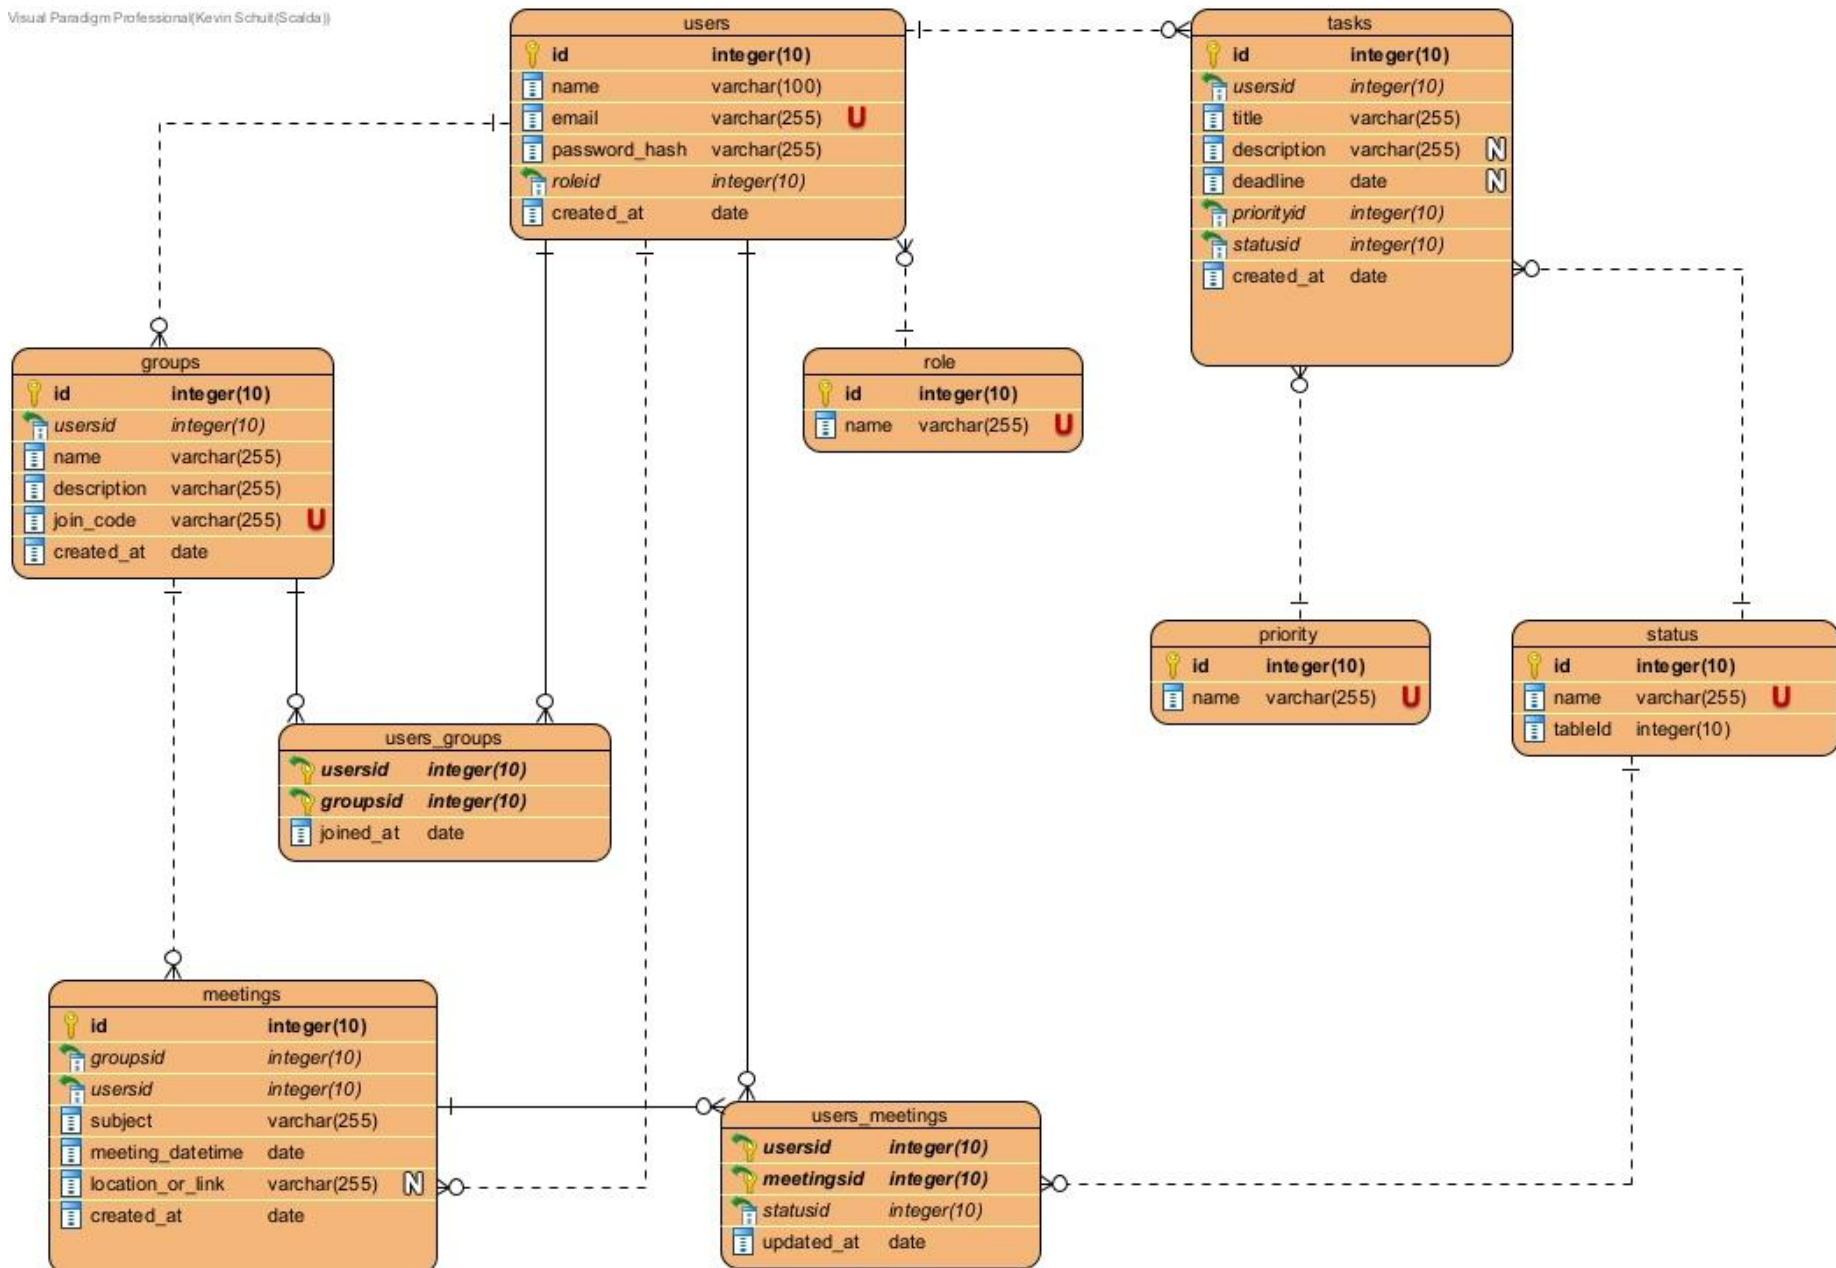 Visual Paradigm Professional(Kevin Schuit(Scalda))
users
id integer(10)
name varchar(100)
email varchar(255) U
password_hash varchar(255)
roleid integer(10)
created_at date
tasks
id integer(10)
usersid integer(10)
title varchar(255)
description varchar(255) N
deadline date N
priorityid integer(10)
statusid integer(10)
created_at date
groups
id integer(10)
usersid integer(10)
name varchar(255)
description varchar(255)
join_code varchar(255) U
created_at date
role
id integer(10)
name varchar(255) U
priority
id integer(10)
name varchar(255) U
status
id integer(10)
name varchar(255) U
tableId integer(10)
users_groups
usersid integer(10)
groupsid integer(10)
joined_at date
meetings
id integer(10)
groupsid integer(10)
usersid integer(10)
subject varchar(255)
meeting_datetime date
location_or_link varchar(255) N
created_at date
users_meetings
usersid integer(10)
meetingsid integer(10)
statusid integer(10)
updated_at date